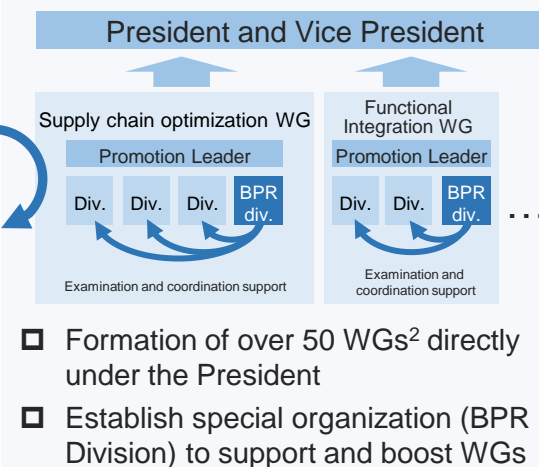 President and Vice President
Supply chain optimization WG
Promotion Leader
Div. Div. Div. BPR div.
Examination and coordination support
Functional
Integration WG
Promotion Leader
Div. Div. BPR div.
Examination and
coordination support
...
Formation of over 50 WGs² directly
under the President
Establish special organization (BPR
Division) to support and boost WGs